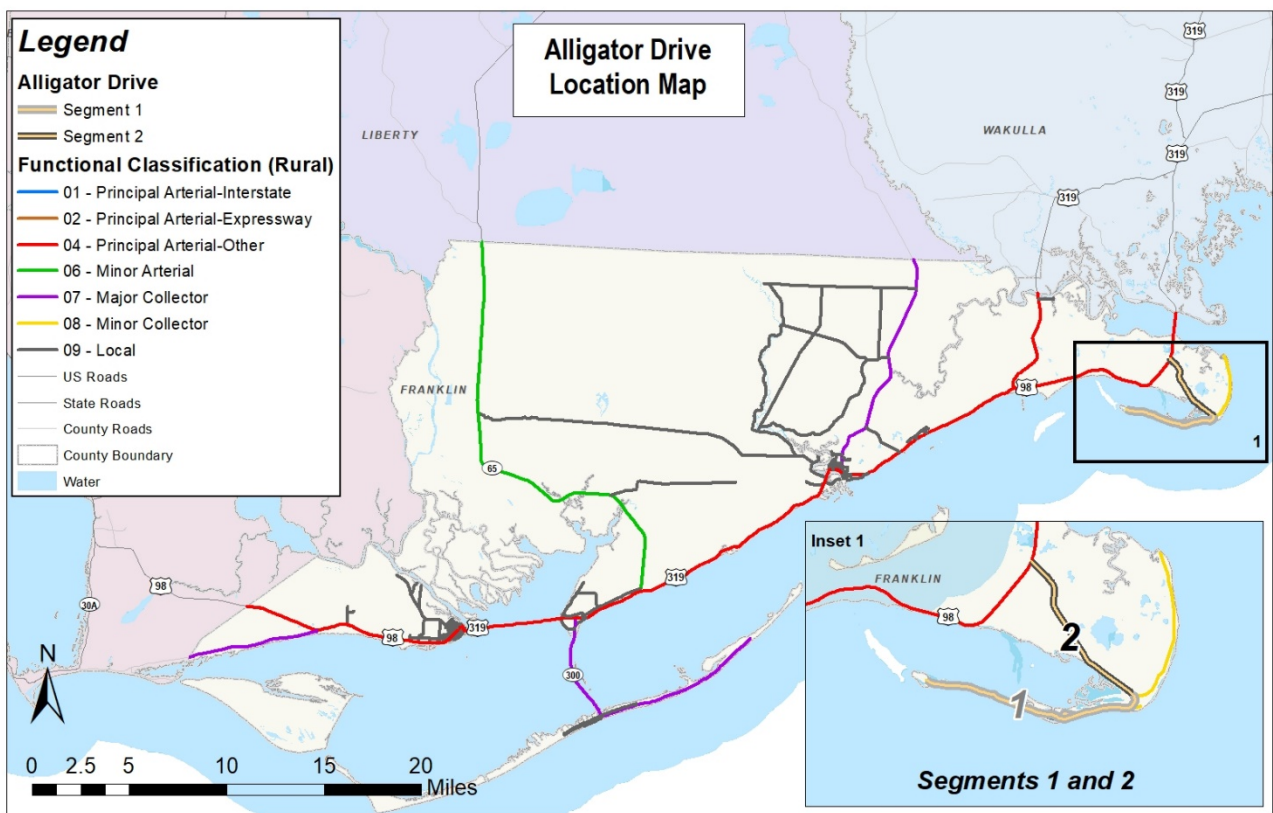 Legend
Alligator Drive
Segment 1
Segment 2
Functional Classification (Rural)
01 - Principal Arterial-Interstate
02 - Principal Arterial-Expressway
04 - Principal Arterial-Other
06 - Minor Arterial
07 - Major Collector
08 - Minor Collector
09 - Local
US Roads
State Roads
County Roads
County Boundary
Water
Alligator Drive
Location Map
319
LIBERTY
WAKULLA
319
319
319
FRANKLIN
98
1
65
319
98
30A
98
319
300
N
0 2.5 5 10 15 20
Miles
Inset 1
FRANKLIN
98
2
1
Segments 1 and 2